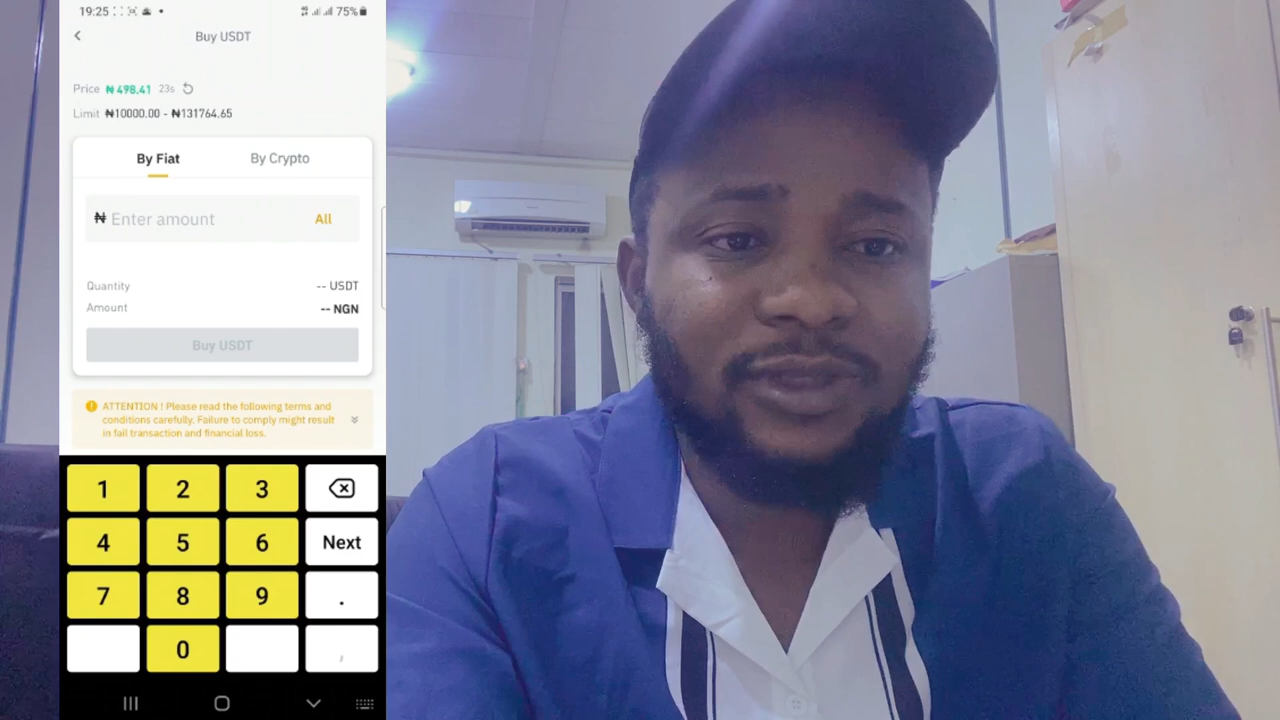 19:25 75%
Buy USDT
Price ₦ 498.41 23s
Limit ₦10000.00 - ₦131764.65
By Fiat By Crypto
₦ Enter amount All
Quantity -- USDT
Amount -- NGN
Buy USDT
ATTENTION ! Please read the following terms and
conditions carefully. Failure to comply might result
in fail transaction and financial loss.
1 2 3
4 5 6 Next
7 8 9 .
0 ,